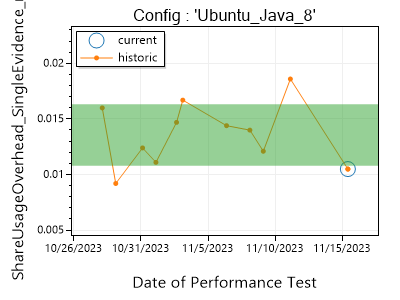 Config : 'Ubuntu_Java_8'
current
historic
ShareUsageOverhead_SingleEvidence_
0.02
0.015
0.01
0.005
10/26/2023
10/31/2023
11/5/2023
11/10/2023
11/15/2023
Date of Performance Test